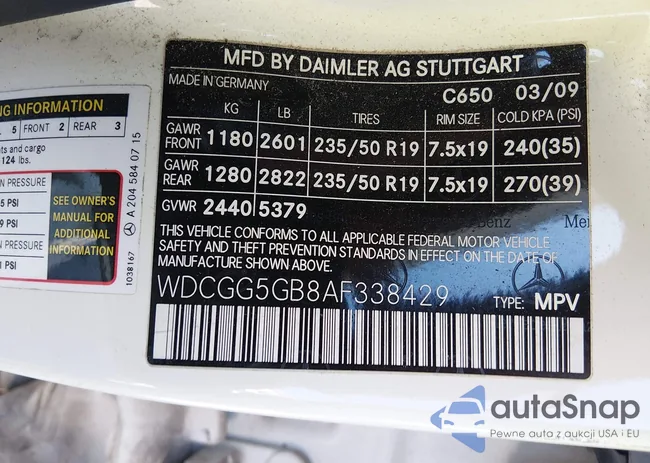 MFD BY DAIMLER AG STUTTGART
MADE IN GERMANY
C650 03/09
KG LB TIRES RIM SIZE COLD KPA (PSI)
GAWR FRONT 1180 2601 235/50 R19 7.5x19 240(35)
GAWR REAR 1280 2822 235/50 R19 7.5x19 270(39)
GVWR 2440 5379
THIS VEHICLE CONFORMS TO ALL APPLICABLE FEDERAL MOTOR VEHICLE
SAFETY AND THEFT PREVENTION STANDARDS IN EFFECT ON THE DATE OF
MANUFACTURE SHOWN ABOVE.
WDCGG5GB8AF338429
TYPE: MPV
INFORMATION
5 FRONT 2 REAR 3
and cargo
124 lbs.
PRESSURE
PSI
PSI
PRESSURE
PSI
SEE OWNER'S
MANUAL FOR
ADDITIONAL
INFORMATION
A 204 584 07 15
1038167
autaSnap
Pewne auta z aukcji USA i EU